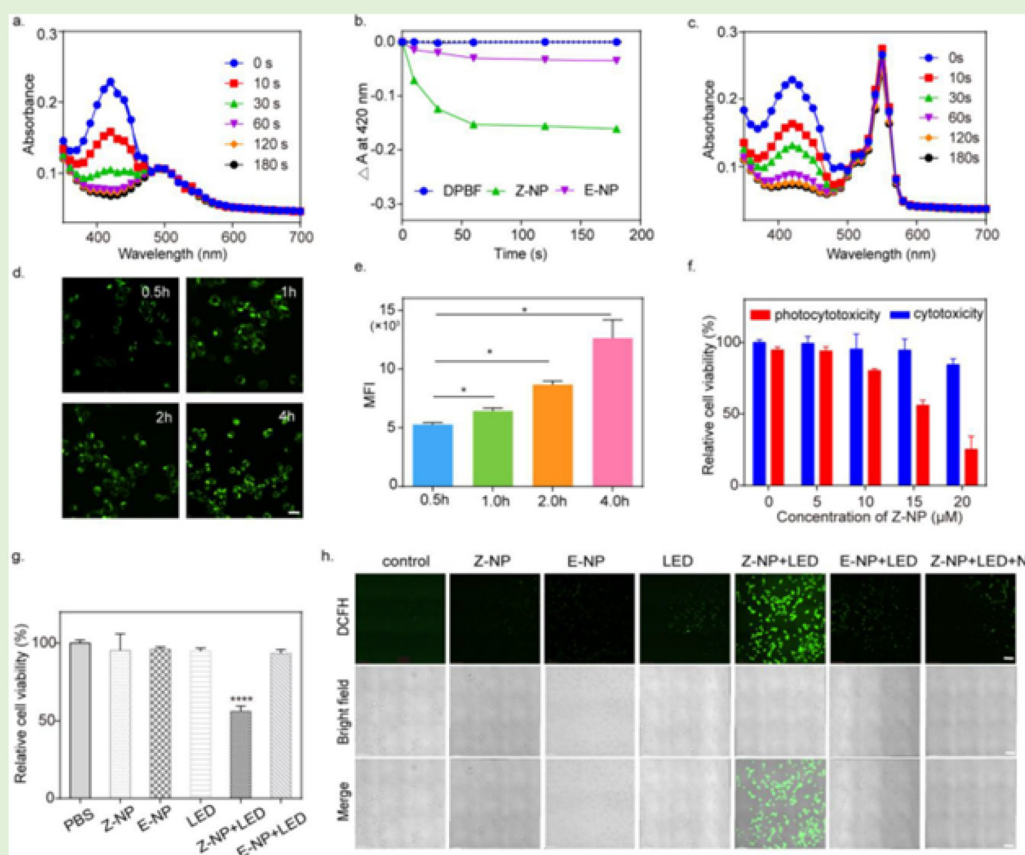 a.
0.3
0.2
0.1
Absorbance
0 s
10 s
30 s
60 s
120 s
180 s
400 500 600 700
Wavelength (nm)
b.
0.0
-0.1
-0.2
-0.3
△ A at 420 nm
DPBF Z-NP E-NP
0 50 100 150 200
Time (s)
c.
0.3
0.2
0.1
Absorbance
0s
10s
30s
60s
120s
180s
400 500 600 700
Wavelength (nm)
d.
0.5h
1h
2h
4h
e.
15
(×10³)
10
5
0
MFI
* * *
0.5h 1.0h 2.0h 4.0h
f.
photocytotoxicity cytotoxicity
100
50
0
Relative cell viability (%)
0 5 10 15 20
Concentration of Z-NP (µM)
g.
100
50
0
Relative cell viability (%)
****
PBS Z-NP E-NP LED Z-NP+LED E-NP+LED
h.
control Z-NP E-NP LED Z-NP+LED E-NP+LED Z-NP+LED+N
DCFH
Bright field
Merge